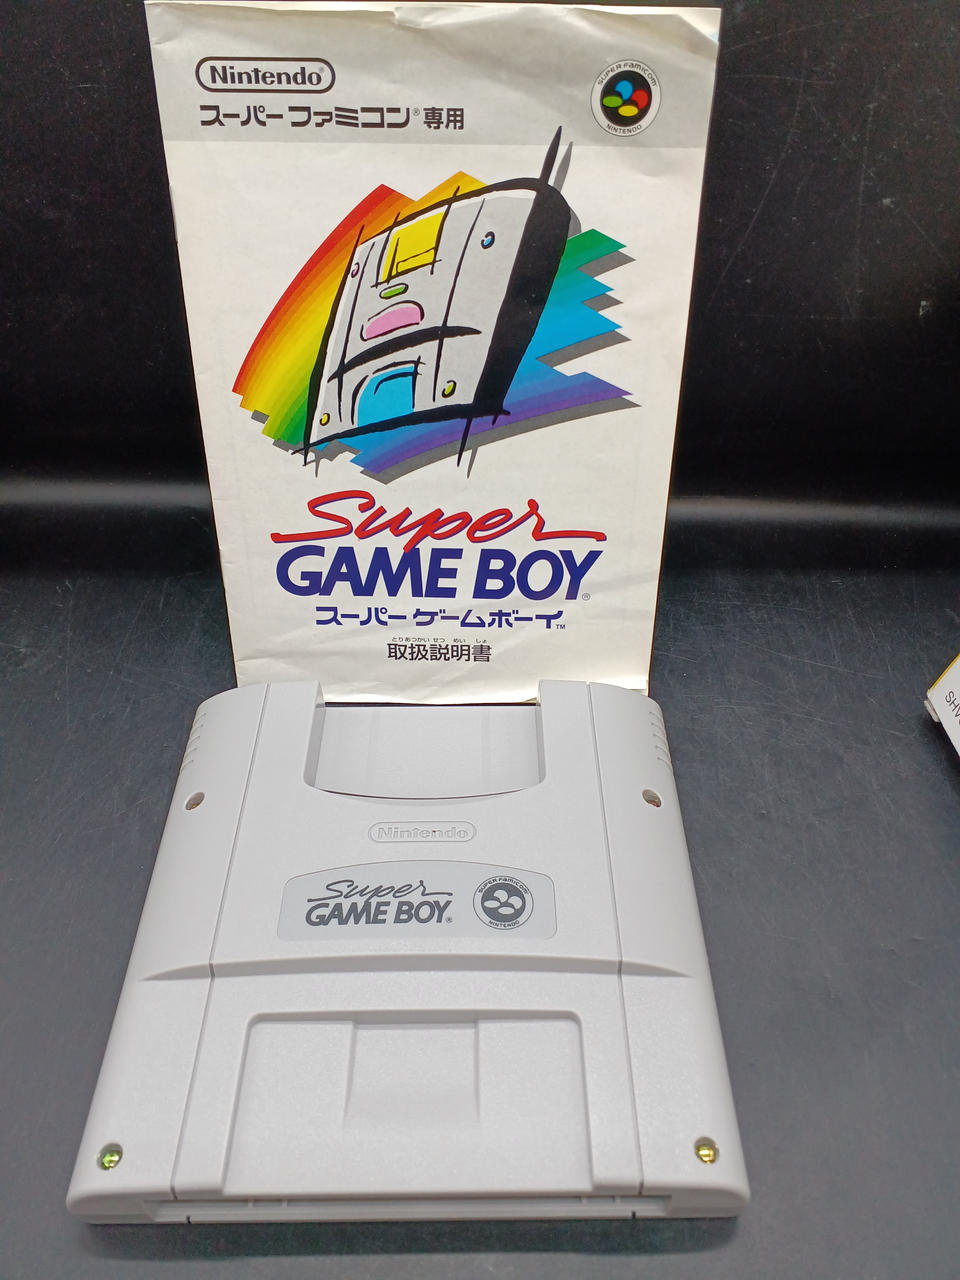 Nintendo®
スーパーファミコン®専用
SUPER FAMICOM
NINTENDO
Super
GAME BOY®
スーパーゲームボーイ™
とりあつかいせつめいしょ
取扱説明書
SHV
Nintendo
Super
GAME BOY®
SUPER FAMICOM
NINTENDO